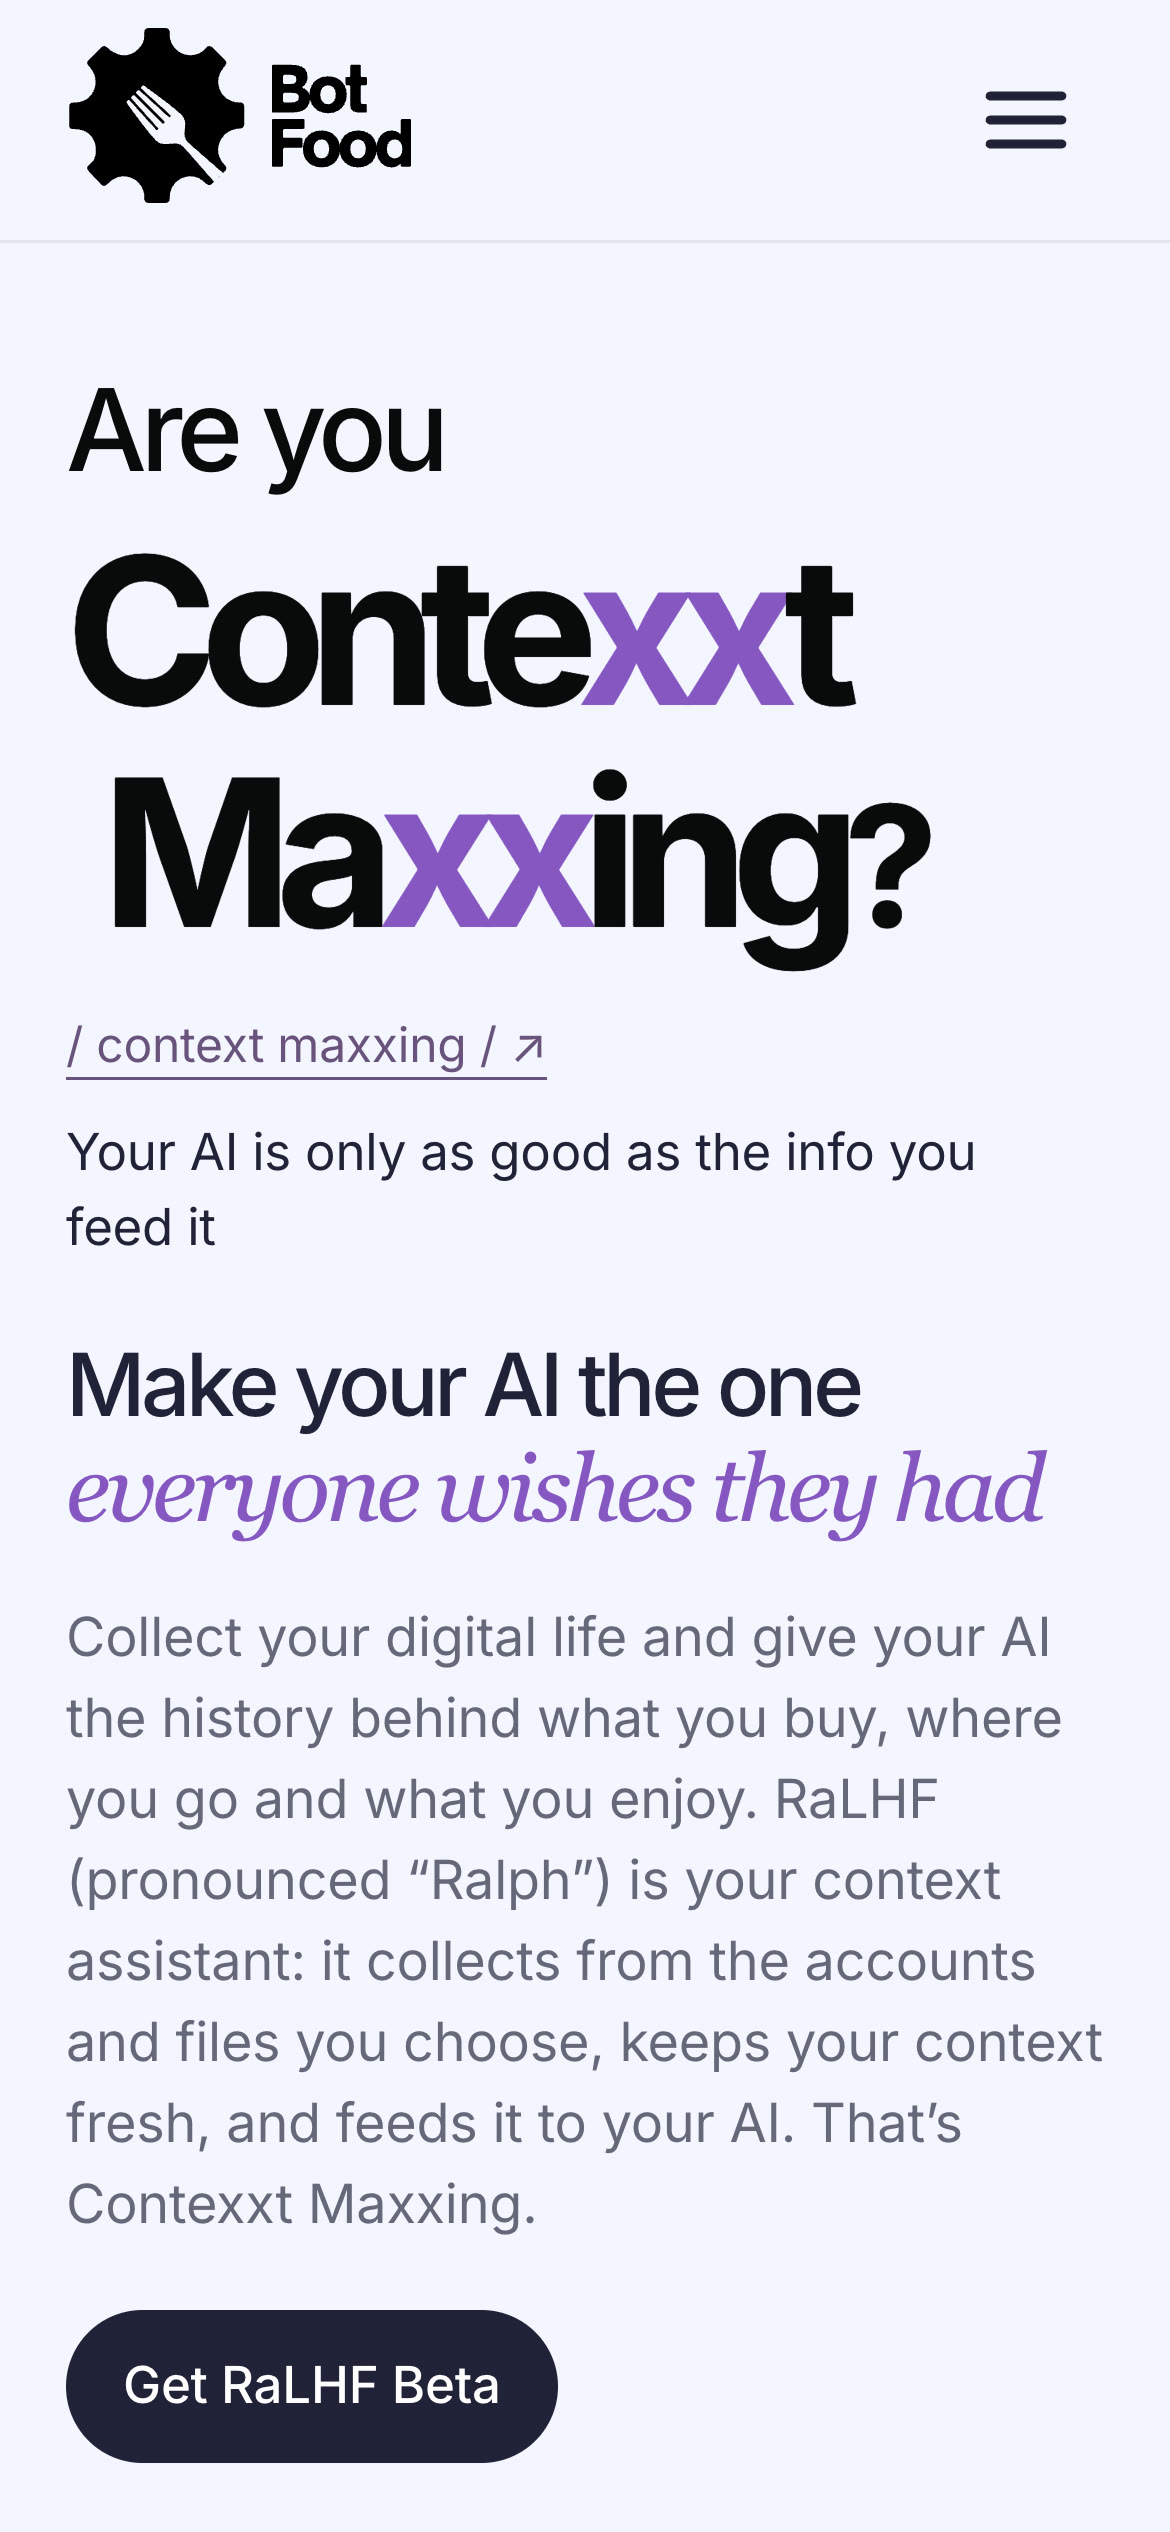 Bot
Food
Are you
Contexxt
Maxxing?
/ context maxxing / ↗
Your AI is only as good as the info you
feed it
Make your AI the one
everyone wishes they had
Collect your digital life and give your AI
the history behind what you buy, where
you go and what you enjoy. RaLHF
(pronounced “Ralph”) is your context
assistant: it collects from the accounts
and files you choose, keeps your context
fresh, and feeds it to your AI. That’s
Contexxt Maxxing.
Get RaLHF Beta